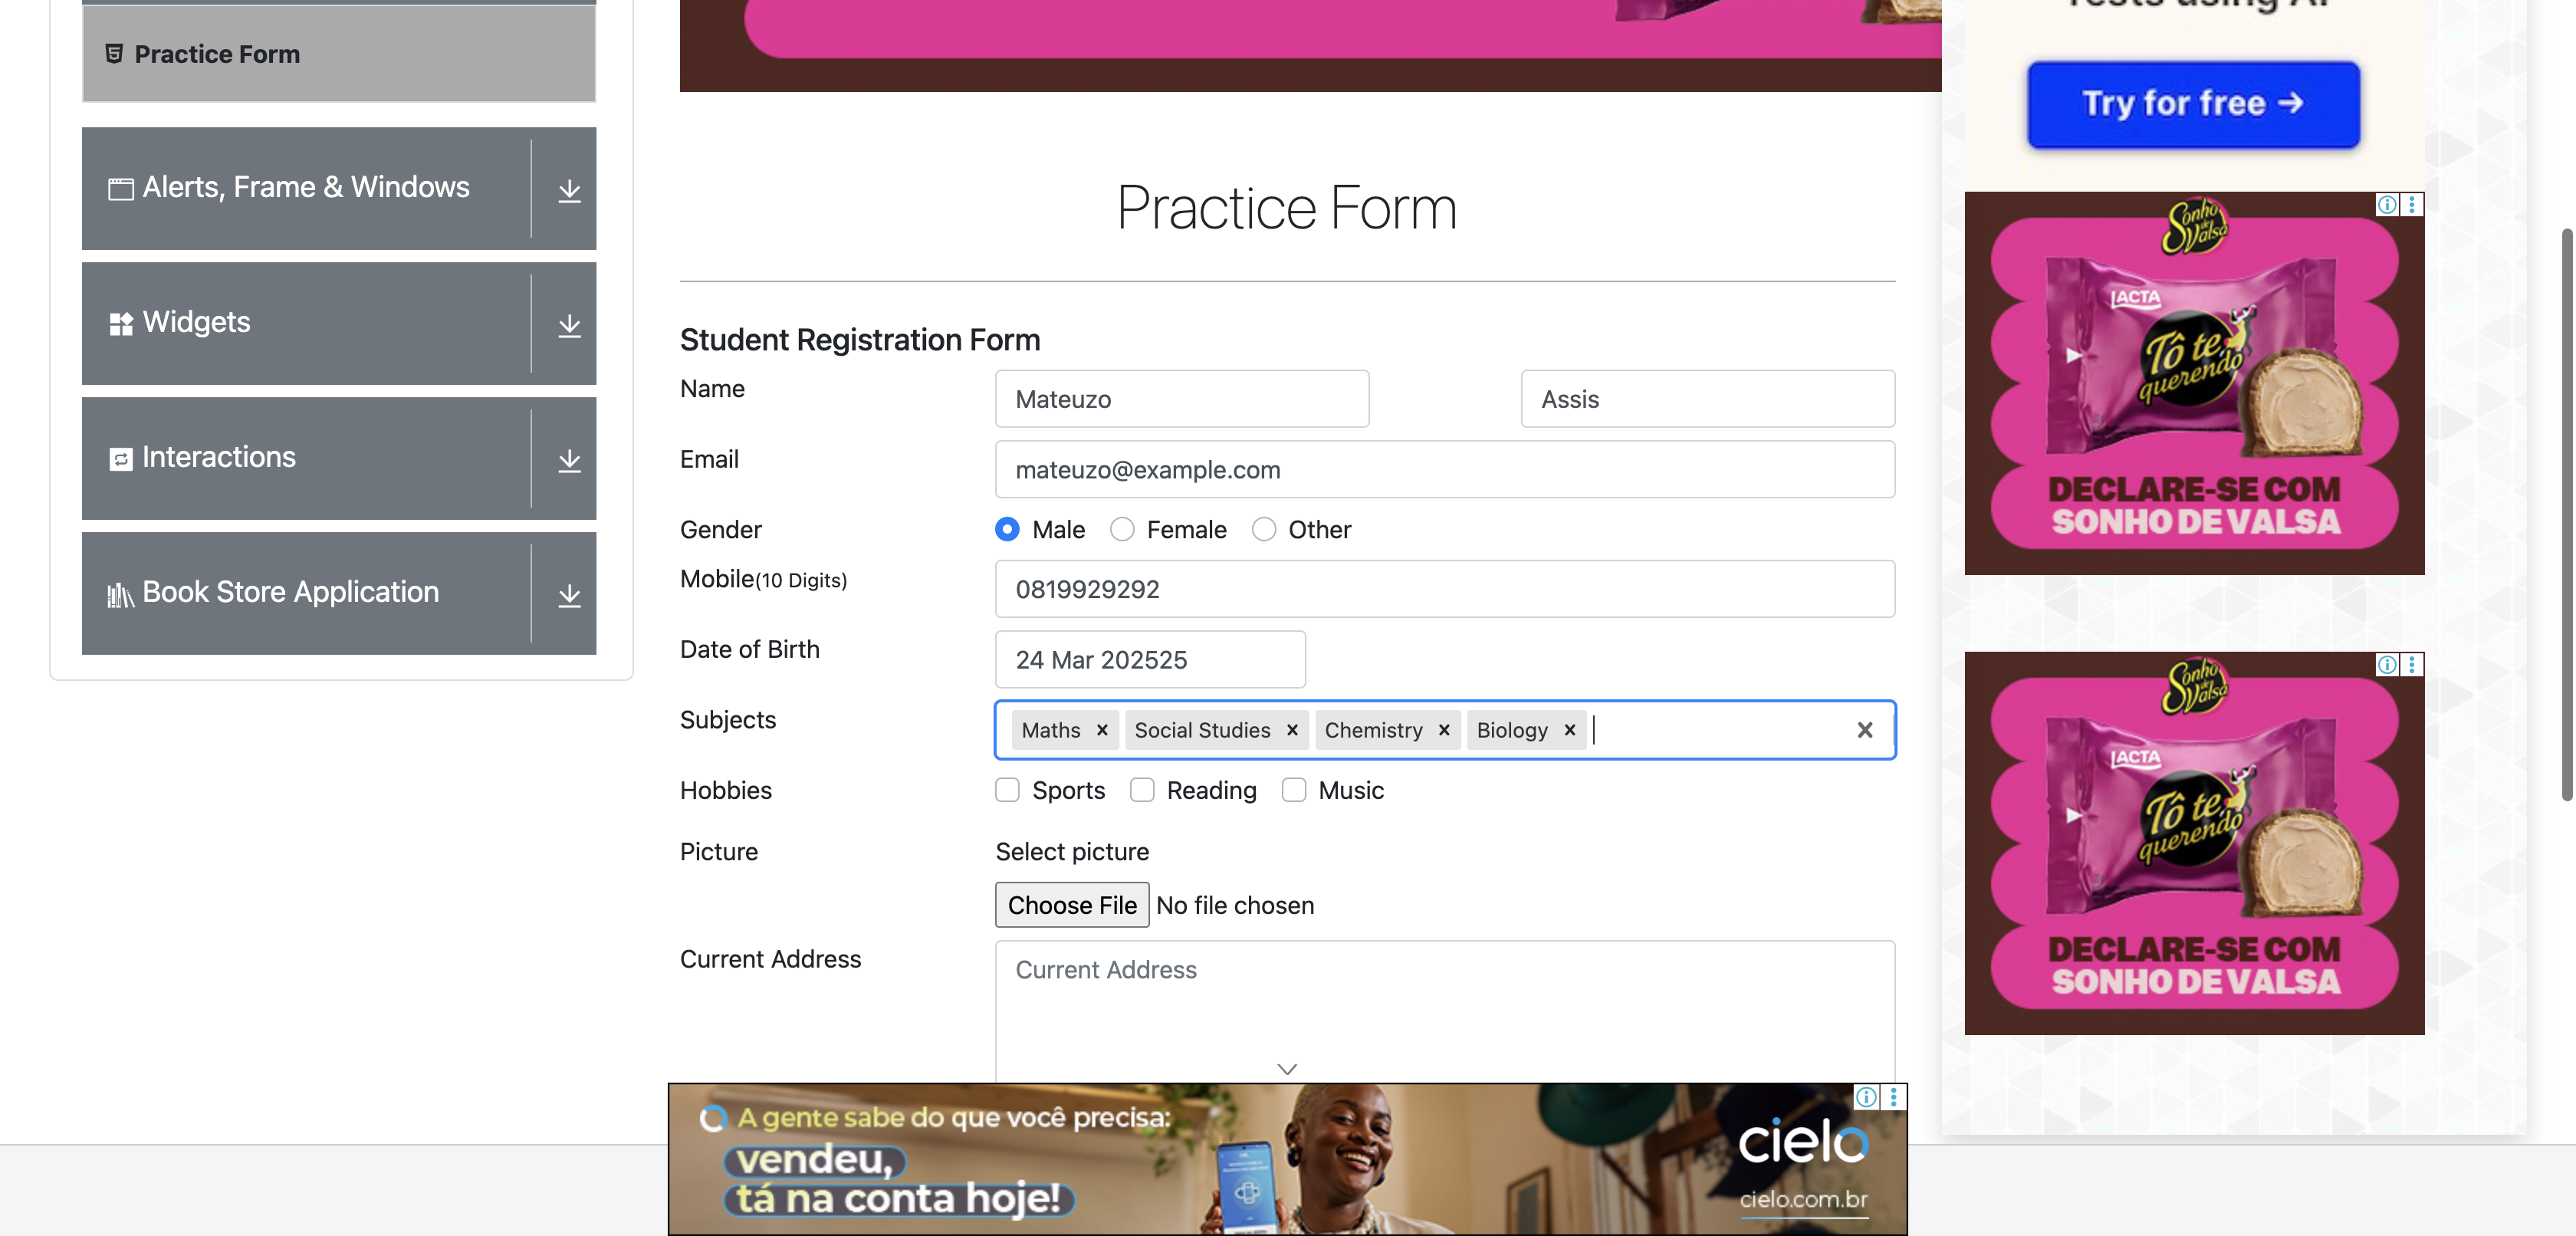 Practice Form
Alerts, Frame & Windows
Widgets
Interactions
Book Store Application
Practice Form
Student Registration Form
Name
Mateuzo
Assis
Email
mateuzo@example.com
Gender
Male
Female
Other
Mobile(10 Digits)
0819929292
Date of Birth
24 Mar 202525
Subjects
Maths
Social Studies
Chemistry
Biology
Hobbies
Sports
Reading
Music
Picture
Select picture
Choose File
No file chosen
Current Address
Current Address
A gente sabe do que você precisa:
vendeu,
tá na conta hoje!
cielo
cielo.com.br
Try for free →
Sonho
de
Valsa
LACTA
Tô te
querendo
DECLARE-SE COM
SONHO DE VALSA
Sonho
de
Valsa
LACTA
Tô te
querendo
DECLARE-SE COM
SONHO DE VALSA